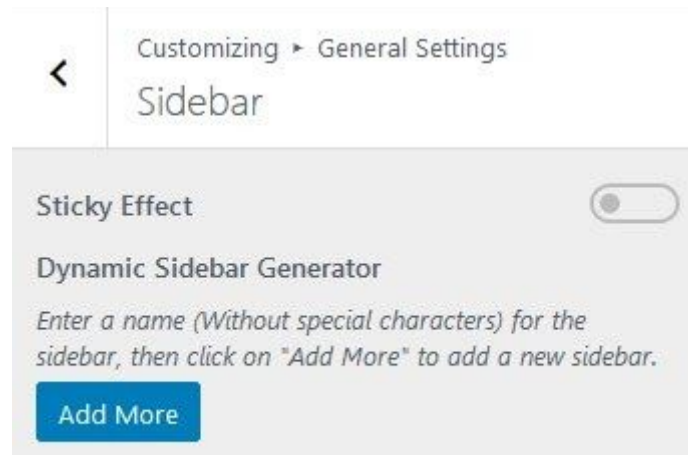 Customizing ▸ General Settings
Sidebar
Sticky Effect
Dynamic Sidebar Generator
Enter a name (Without special characters) for the
sidebar, then click on "Add More" to add a new sidebar.
Add More